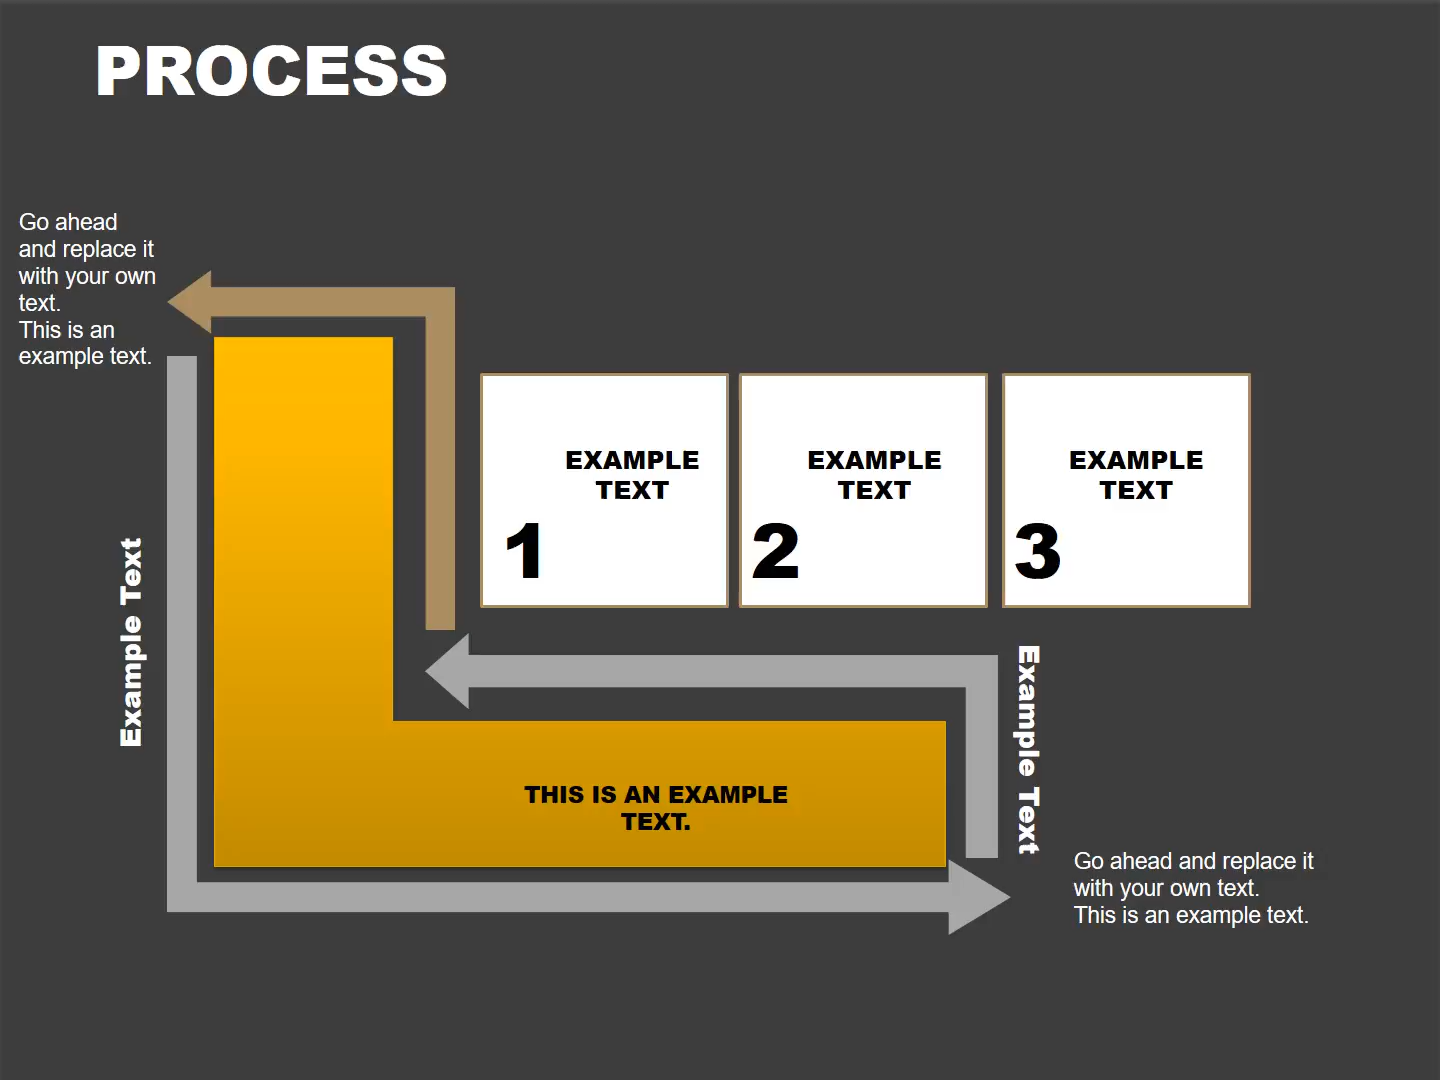 PROCESS
Go ahead
and replace it
with your own
text.
This is an
example text.
EXAMPLE
TEXT
1
EXAMPLE
TEXT
2
EXAMPLE
TEXT
3
Example Text
Example Text
THIS IS AN EXAMPLE
TEXT.
Go ahead and replace it
with your own text.
This is an example text.